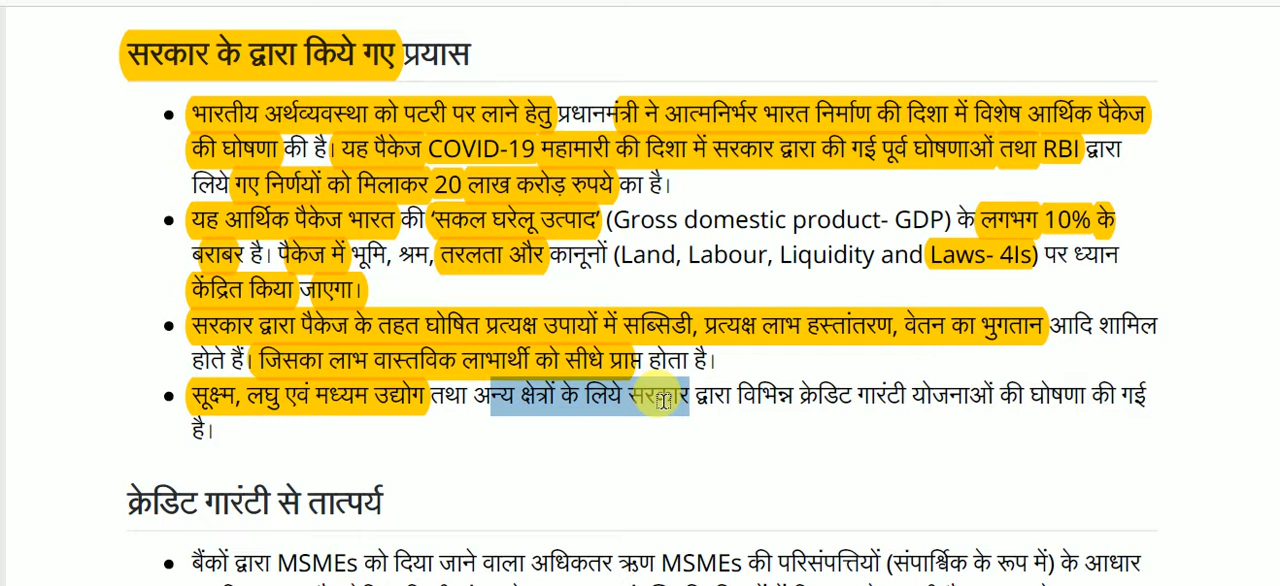 सरकार के द्वारा किये गए प्रयास
भारतीय अर्थव्यवस्था को पटरी पर लाने हेतु प्रधानमंत्री ने आत्मनिर्भर भारत निर्माण की दिशा में विशेष आर्थिक पैकेज
की घोषणा की है। यह पैकेज COVID-19 महामारी की दिशा में सरकार द्वारा की गई पूर्व घोषणाओं तथा RBI द्वारा
लिये गए निर्णयों को मिलाकर 20 लाख करोड़ रुपये का है।
यह आर्थिक पैकेज भारत की 'सकल घरेलू उत्पाद' (Gross domestic product- GDP) के लगभग 10% के
बराबर है। पैकेज में भूमि, श्रम, तरलता और कानूनों (Land, Labour, Liquidity and Laws- 4Is) पर ध्यान
केंद्रित किया जाएगा।
सरकार द्वारा पैकेज के तहत घोषित प्रत्यक्ष उपायों में सब्सिडी, प्रत्यक्ष लाभ हस्तांतरण, वेतन का भुगतान आदि शामिल
होते हैं। जिसका लाभ वास्तविक लाभार्थी को सीधे प्राप्त होता है।
सूक्ष्म, लघु एवं मध्यम उद्योग तथा अन्य क्षेत्रों के लिये सरकार द्वारा विभिन्न क्रेडिट गारंटी योजनाओं की घोषणा की गई
है।
क्रेडिट गारंटी से तात्पर्य
बैंकों द्वारा MSMEs को दिया जाने वाला अधिकतर ऋण MSMEs की परिसंपत्तियों (संपार्श्विक के रूप में) के आधार